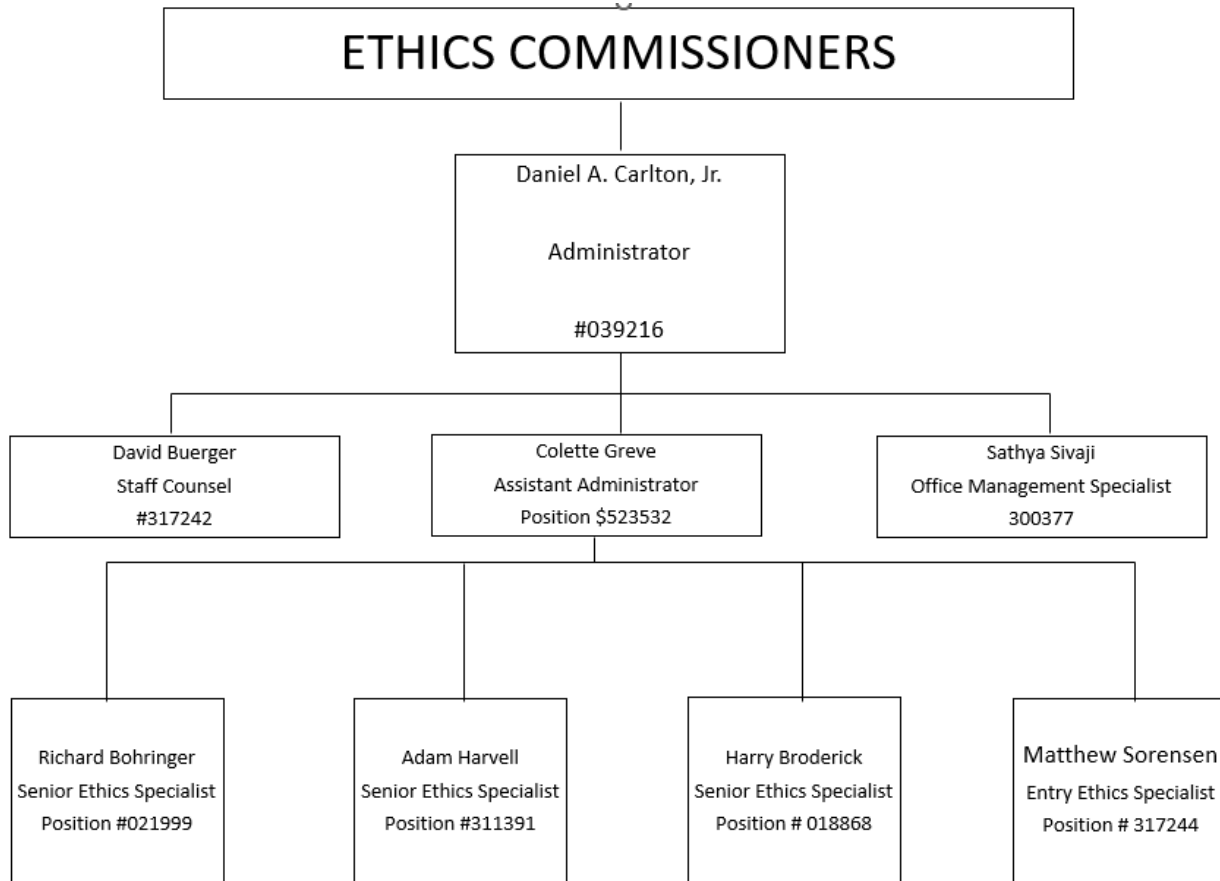 ETHICS COMMISSIONERS
Daniel A. Carlton, Jr.
Administrator
#039216
David Buerger
Staff Counsel
#317242
Colette Greve
Assistant Administrator
Position $523532
Sathya Sivaji
Office Management Specialist
300377
Richard Bohringer
Senior Ethics Specialist
Position #021999
Adam Harvell
Senior Ethics Specialist
Position #311391
Harry Broderick
Senior Ethics Specialist
Position # 018868
Matthew Sorensen
Entry Ethics Specialist
Position # 317244